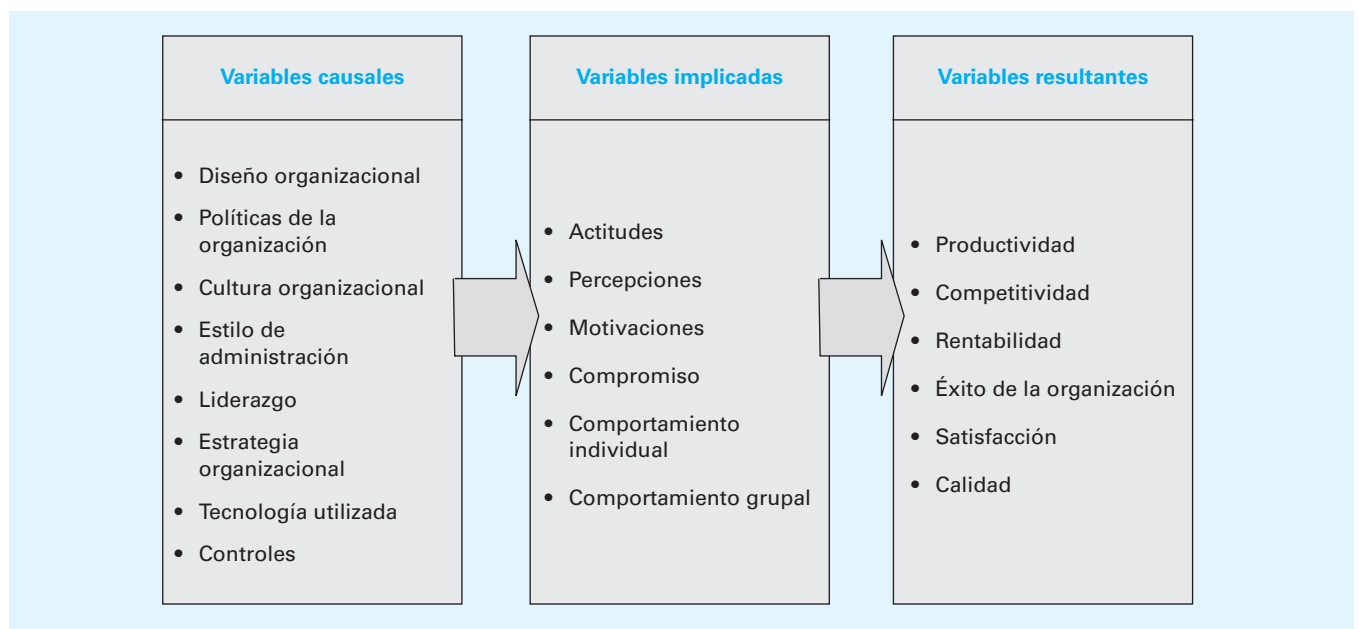 Variables causales
• Diseño organizacional
• Políticas de la
organización
• Cultura organizacional
• Estilo de
administración
• Liderazgo
• Estrategia
organizacional
• Tecnología utilizada
• Controles
Variables implicadas
• Actitudes
• Percepciones
• Motivaciones
• Compromiso
• Comportamiento
individual
• Comportamiento grupal
Variables resultantes
• Productividad
• Competitividad
• Rentabilidad
• Éxito de la organización
• Satisfacción
• Calidad